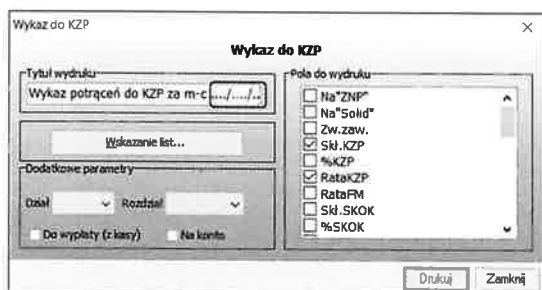 Wykaz do KZP
Wykaz do KZP
Tytuł wydruku
Wykaz potrąceń do KZP za m-c ..../..../..
Wskazanie list...
Dodatkowe parametry
Dział
Rozdział
Do wypłaty (z kasy)
Na konto
Pola do wydruku
Na"ZNP"
Na"Solid"
Zw.zaw.
Skł.KZP
%KZP
RataKZP
RataFM
Skł.SKOK
%SKOK
Drukuj
Zamknij